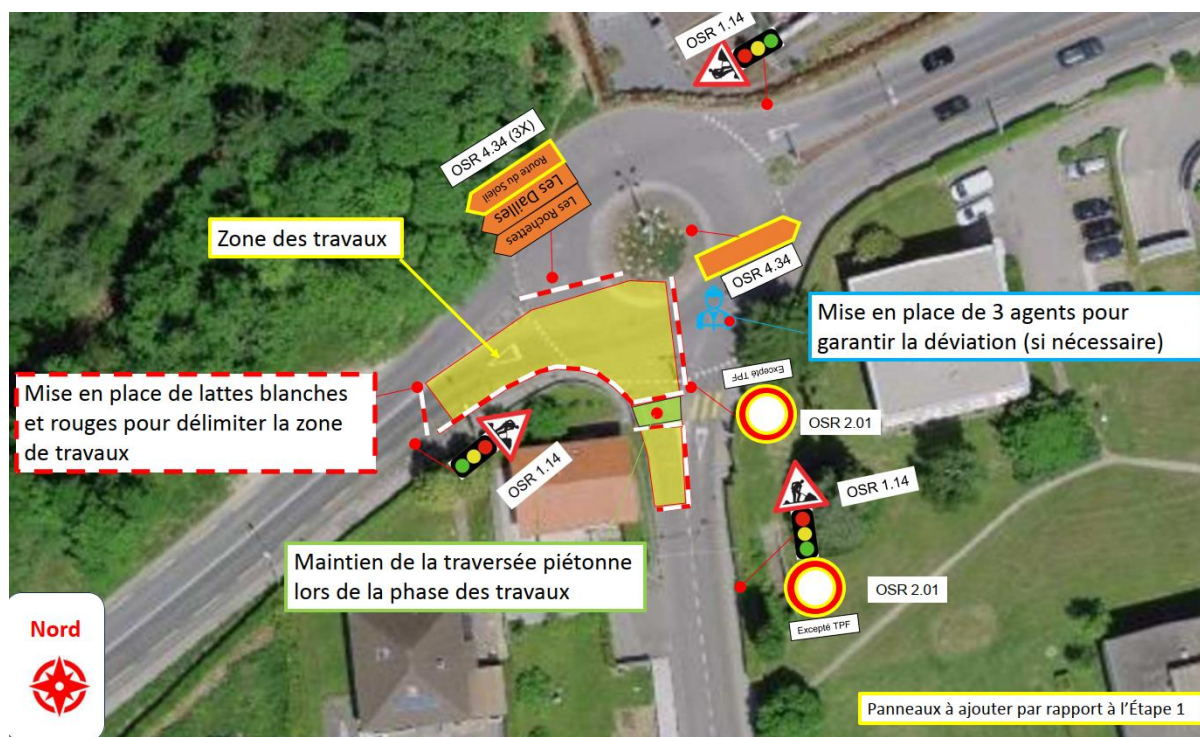 OSR 1.14
OSR 4.34 (3X)
Route du Soleil
Les Dailles
Les Rochettes
Zone des travaux
OSR 4.34
Mise en place de 3 agents pour
garantir la déviation (si nécessaire)
Mise en place de lattes blanches
et rouges pour délimiter la zone
de travaux
Excepté TPF
OSR 2.01
OSR 1.14
OSR 1.14
Maintien de la traversée piétonne
lors de la phase des travaux
OSR 2.01
Excepté TPF
Nord
Panneaux à ajouter par rapport à l'Étape 1